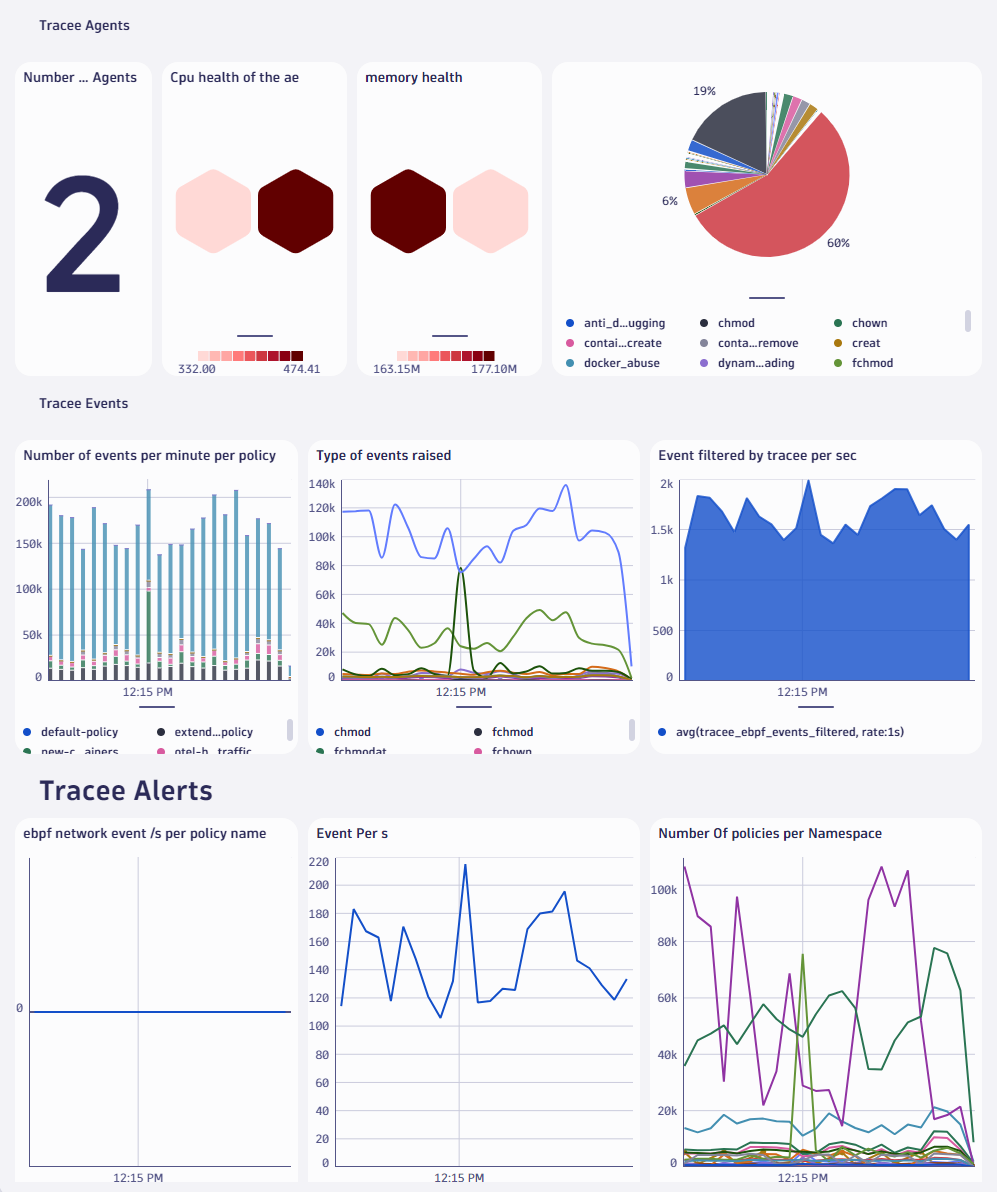 Tracee Agents
Number ... Agents
2
Cpu health of the ae
332.00
474.41
memory health
163.15M
177.10M
19%
6%
60%
anti_d...ugging
chmod
chown
contai...create
conta...remove
creat
docker_abuse
dynam...ading
fchmod
Tracee Events
Number of events per minute per policy
200k
150k
100k
50k
0
12:15 PM
default-policy
extend...policy
new-c...ainers
otel-h...traffic
Type of events raised
140k
120k
100k
80k
60k
40k
20k
0
12:15 PM
chmod
fchmod
fchmodat
fchown
Event filtered by tracee per sec
2k
1.5k
1k
500
0
12:15 PM
avg(tracee_ebpf_events_filtered, rate:1s)
Tracee Alerts
ebpf network event /s per policy name
0
12:15 PM
Event Per s
220
200
180
160
140
120
100
80
60
40
20
0
12:15 PM
Number Of policies per Namespace
100k
80k
60k
40k
20k
0
12:15 PM